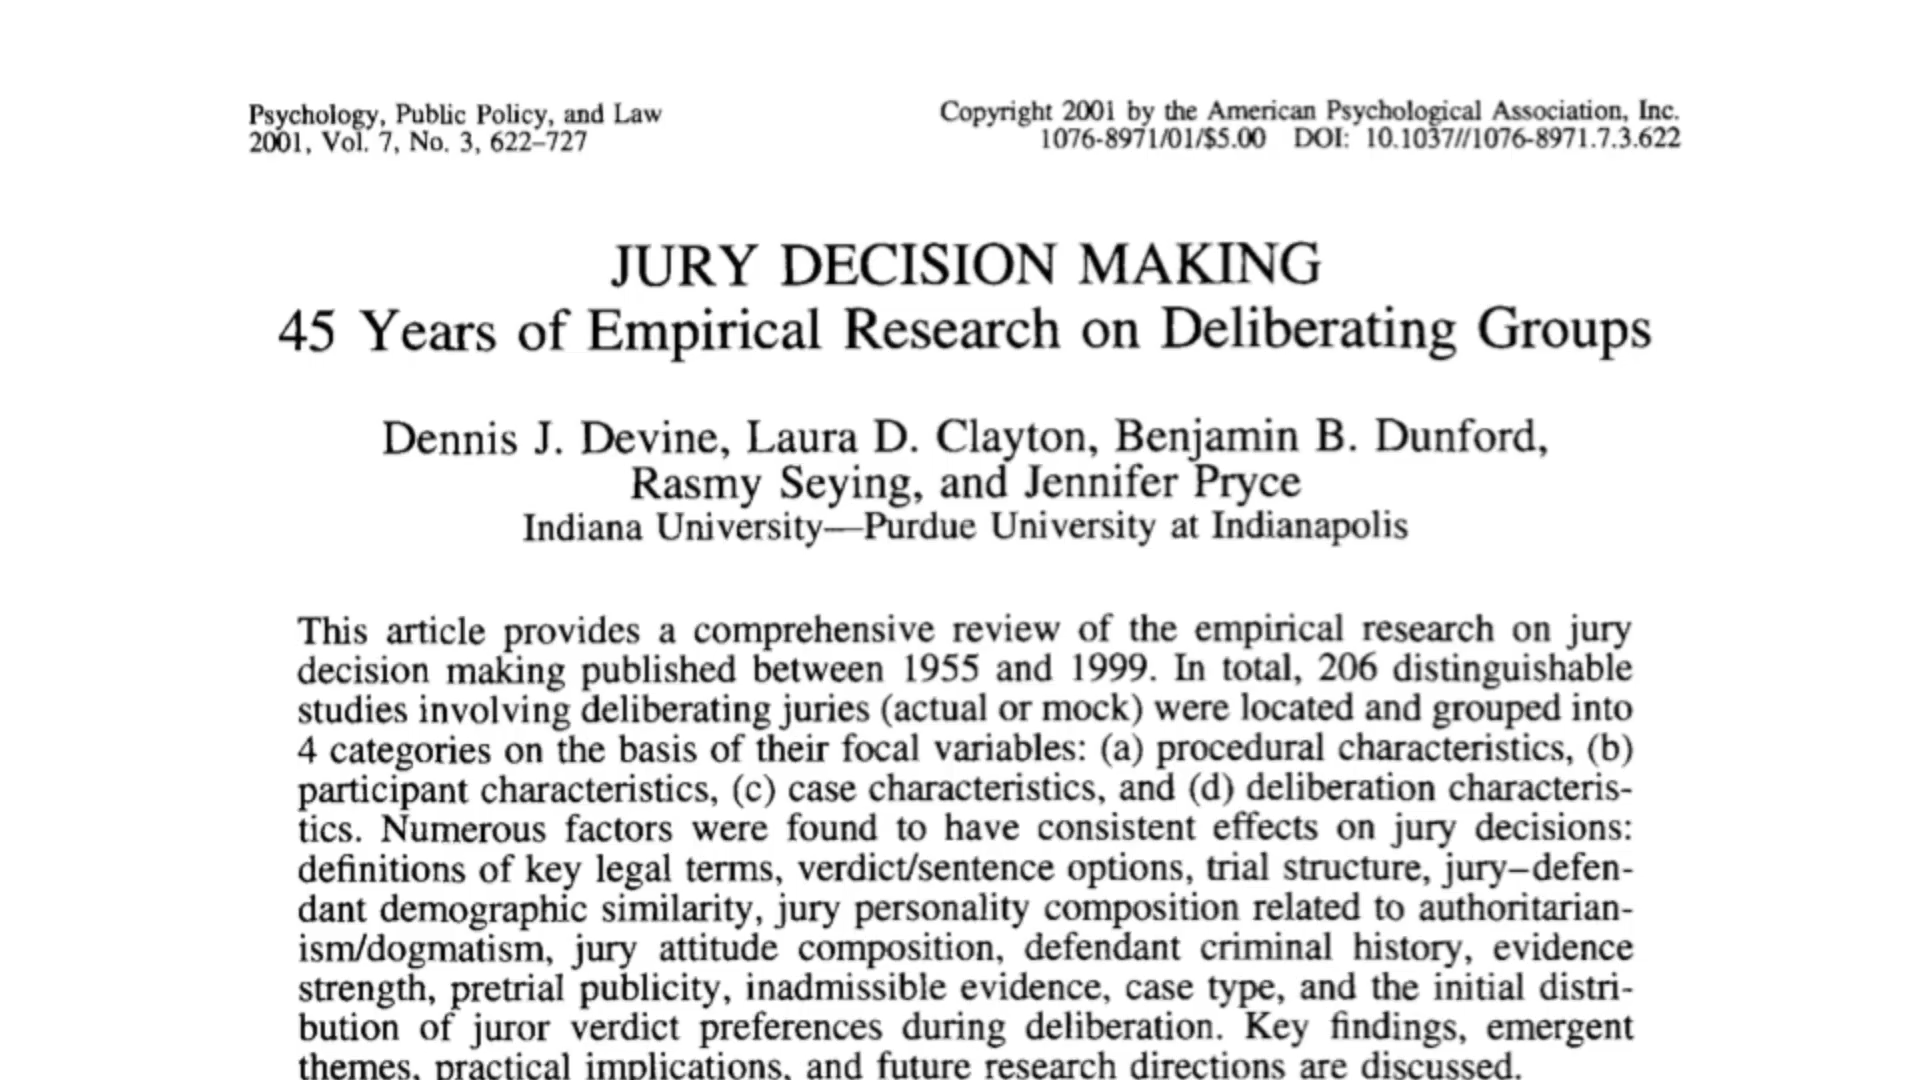 Psychology, Public Policy, and Law
2001, Vol. 7, No. 3, 622–727
Copyright 2001 by the American Psychological Association, Inc.
1076-8971/01/$5.00 DOI: 10.1037//1076-8971.7.3.622
JURY DECISION MAKING
45 Years of Empirical Research on Deliberating Groups
Dennis J. Devine, Laura D. Clayton, Benjamin B. Dunford,
Rasmy Seying, and Jennifer Pryce
Indiana University—Purdue University at Indianapolis
This article provides a comprehensive review of the empirical research on jury
decision making published between 1955 and 1999. In total, 206 distinguishable
studies involving deliberating juries (actual or mock) were located and grouped into
4 categories on the basis of their focal variables: (a) procedural characteristics, (b)
participant characteristics, (c) case characteristics, and (d) deliberation characteris-
tics. Numerous factors were found to have consistent effects on jury decisions:
definitions of key legal terms, verdict/sentence options, trial structure, jury–defen-
dant demographic similarity, jury personality composition related to authoritarian-
ism/dogmatism, jury attitude composition, defendant criminal history, evidence
strength, pretrial publicity, inadmissible evidence, case type, and the initial distri-
bution of juror verdict preferences during deliberation. Key findings, emergent
themes, practical implications, and future research directions are discussed.